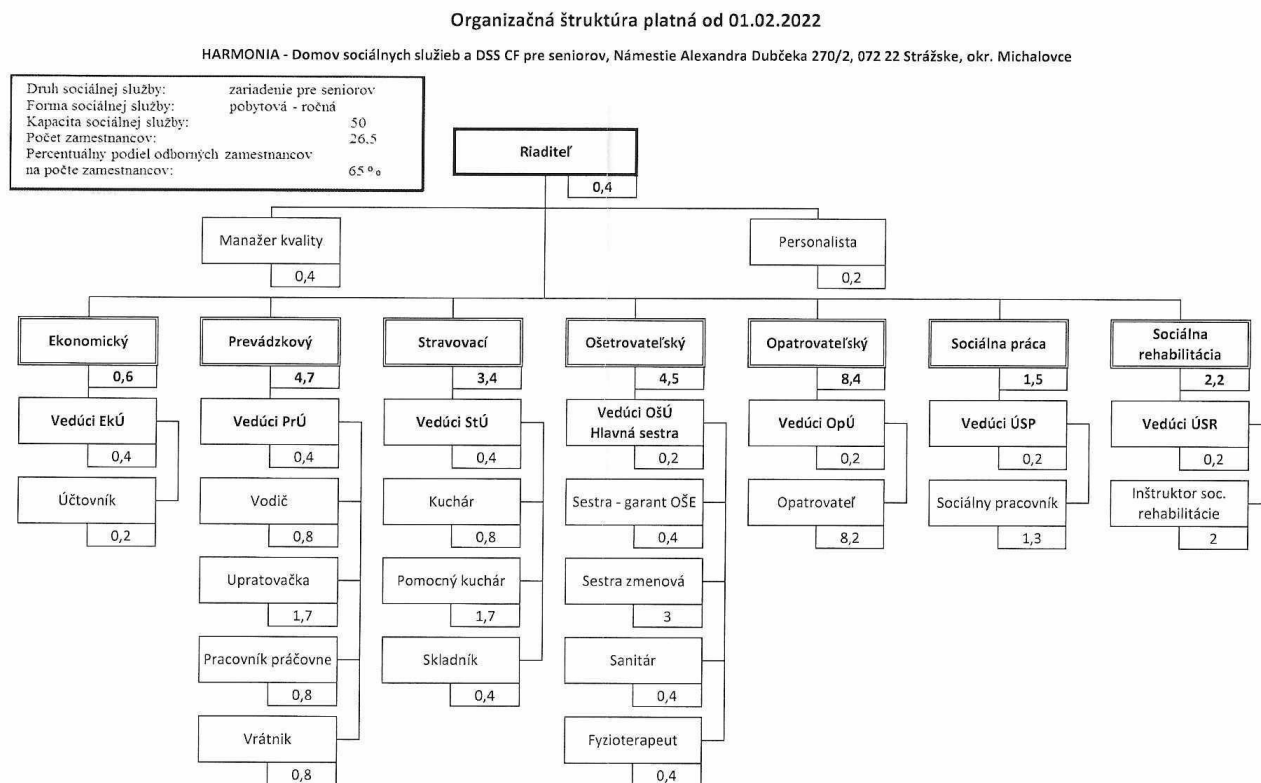 Organizačná štruktúra platná od 01.02.2022
HARMONIA - Domov sociálnych služieb a DSS CF pre seniorov, Námestie Alexandra Dubčeka 270/2, 072 22 Strážske, okr. Michalovce
Druh sociálnej služby: zariadenie pre seniorov
Forma sociálnej služby: pobytová - ročná
Kapacita sociálnej služby: 50
Počet zamestnancov: 26,5
Percentuálny podiel odborných zamestnancov
na počte zamestnancov: 65%
Riaditeľ
0,4
Manažer kvality
0,4
Personalista
0,2
Ekonomický
0,6
Prevádzkový
4,7
Stravovací
3,4
Ošetrovateľský
4,5
Opatrovateľský
8,4
Sociálna práca
1,5
Sociálna
rehabilitácia
2,2
Vedúci EkÚ
0,4
Účtovník
0,2
Vedúci PrÚ
0,4
Vodič
0,8
Upratovačka
1,7
Pracovník práčovne
0,8
Vrátnik
0,8
Vedúci StÚ
0,4
Kuchár
0,8
Pomocný kuchár
1,7
Skladník
0,4
Vedúci OšÚ
Hlavná sestra
0,2
Sestra - garant OŠE
0,4
Sestra zmenová
3
Sanitár
0,4
Fyzioterapeut
0,4
Vedúci OpÚ
0,2
Opatrovateľ
8,2
Vedúci ÚSP
0,2
Sociálny pracovník
1,3
Vedúci ÚSR
0,2
Inštruktor soc.
rehabilitácie
2